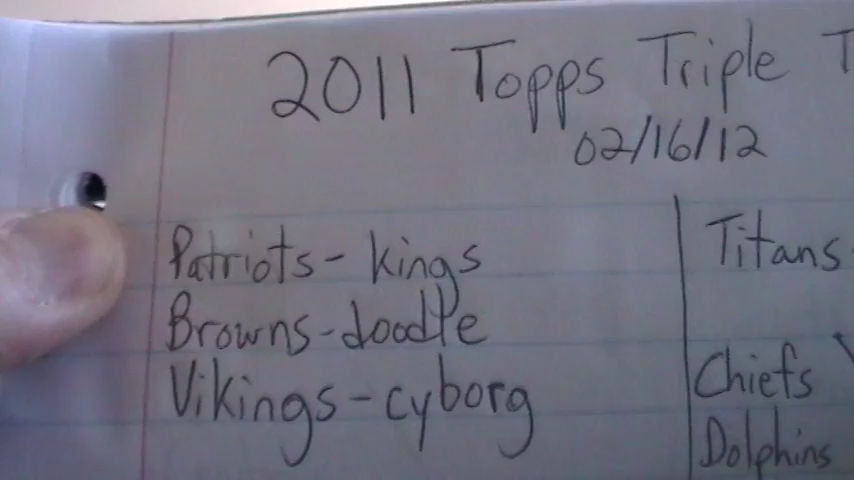 2011 Topps Triple T
02/16/12
Patriots- kings
Browns-doodle
Vikings-cyborg
Titans
Chiefs
Dolphins